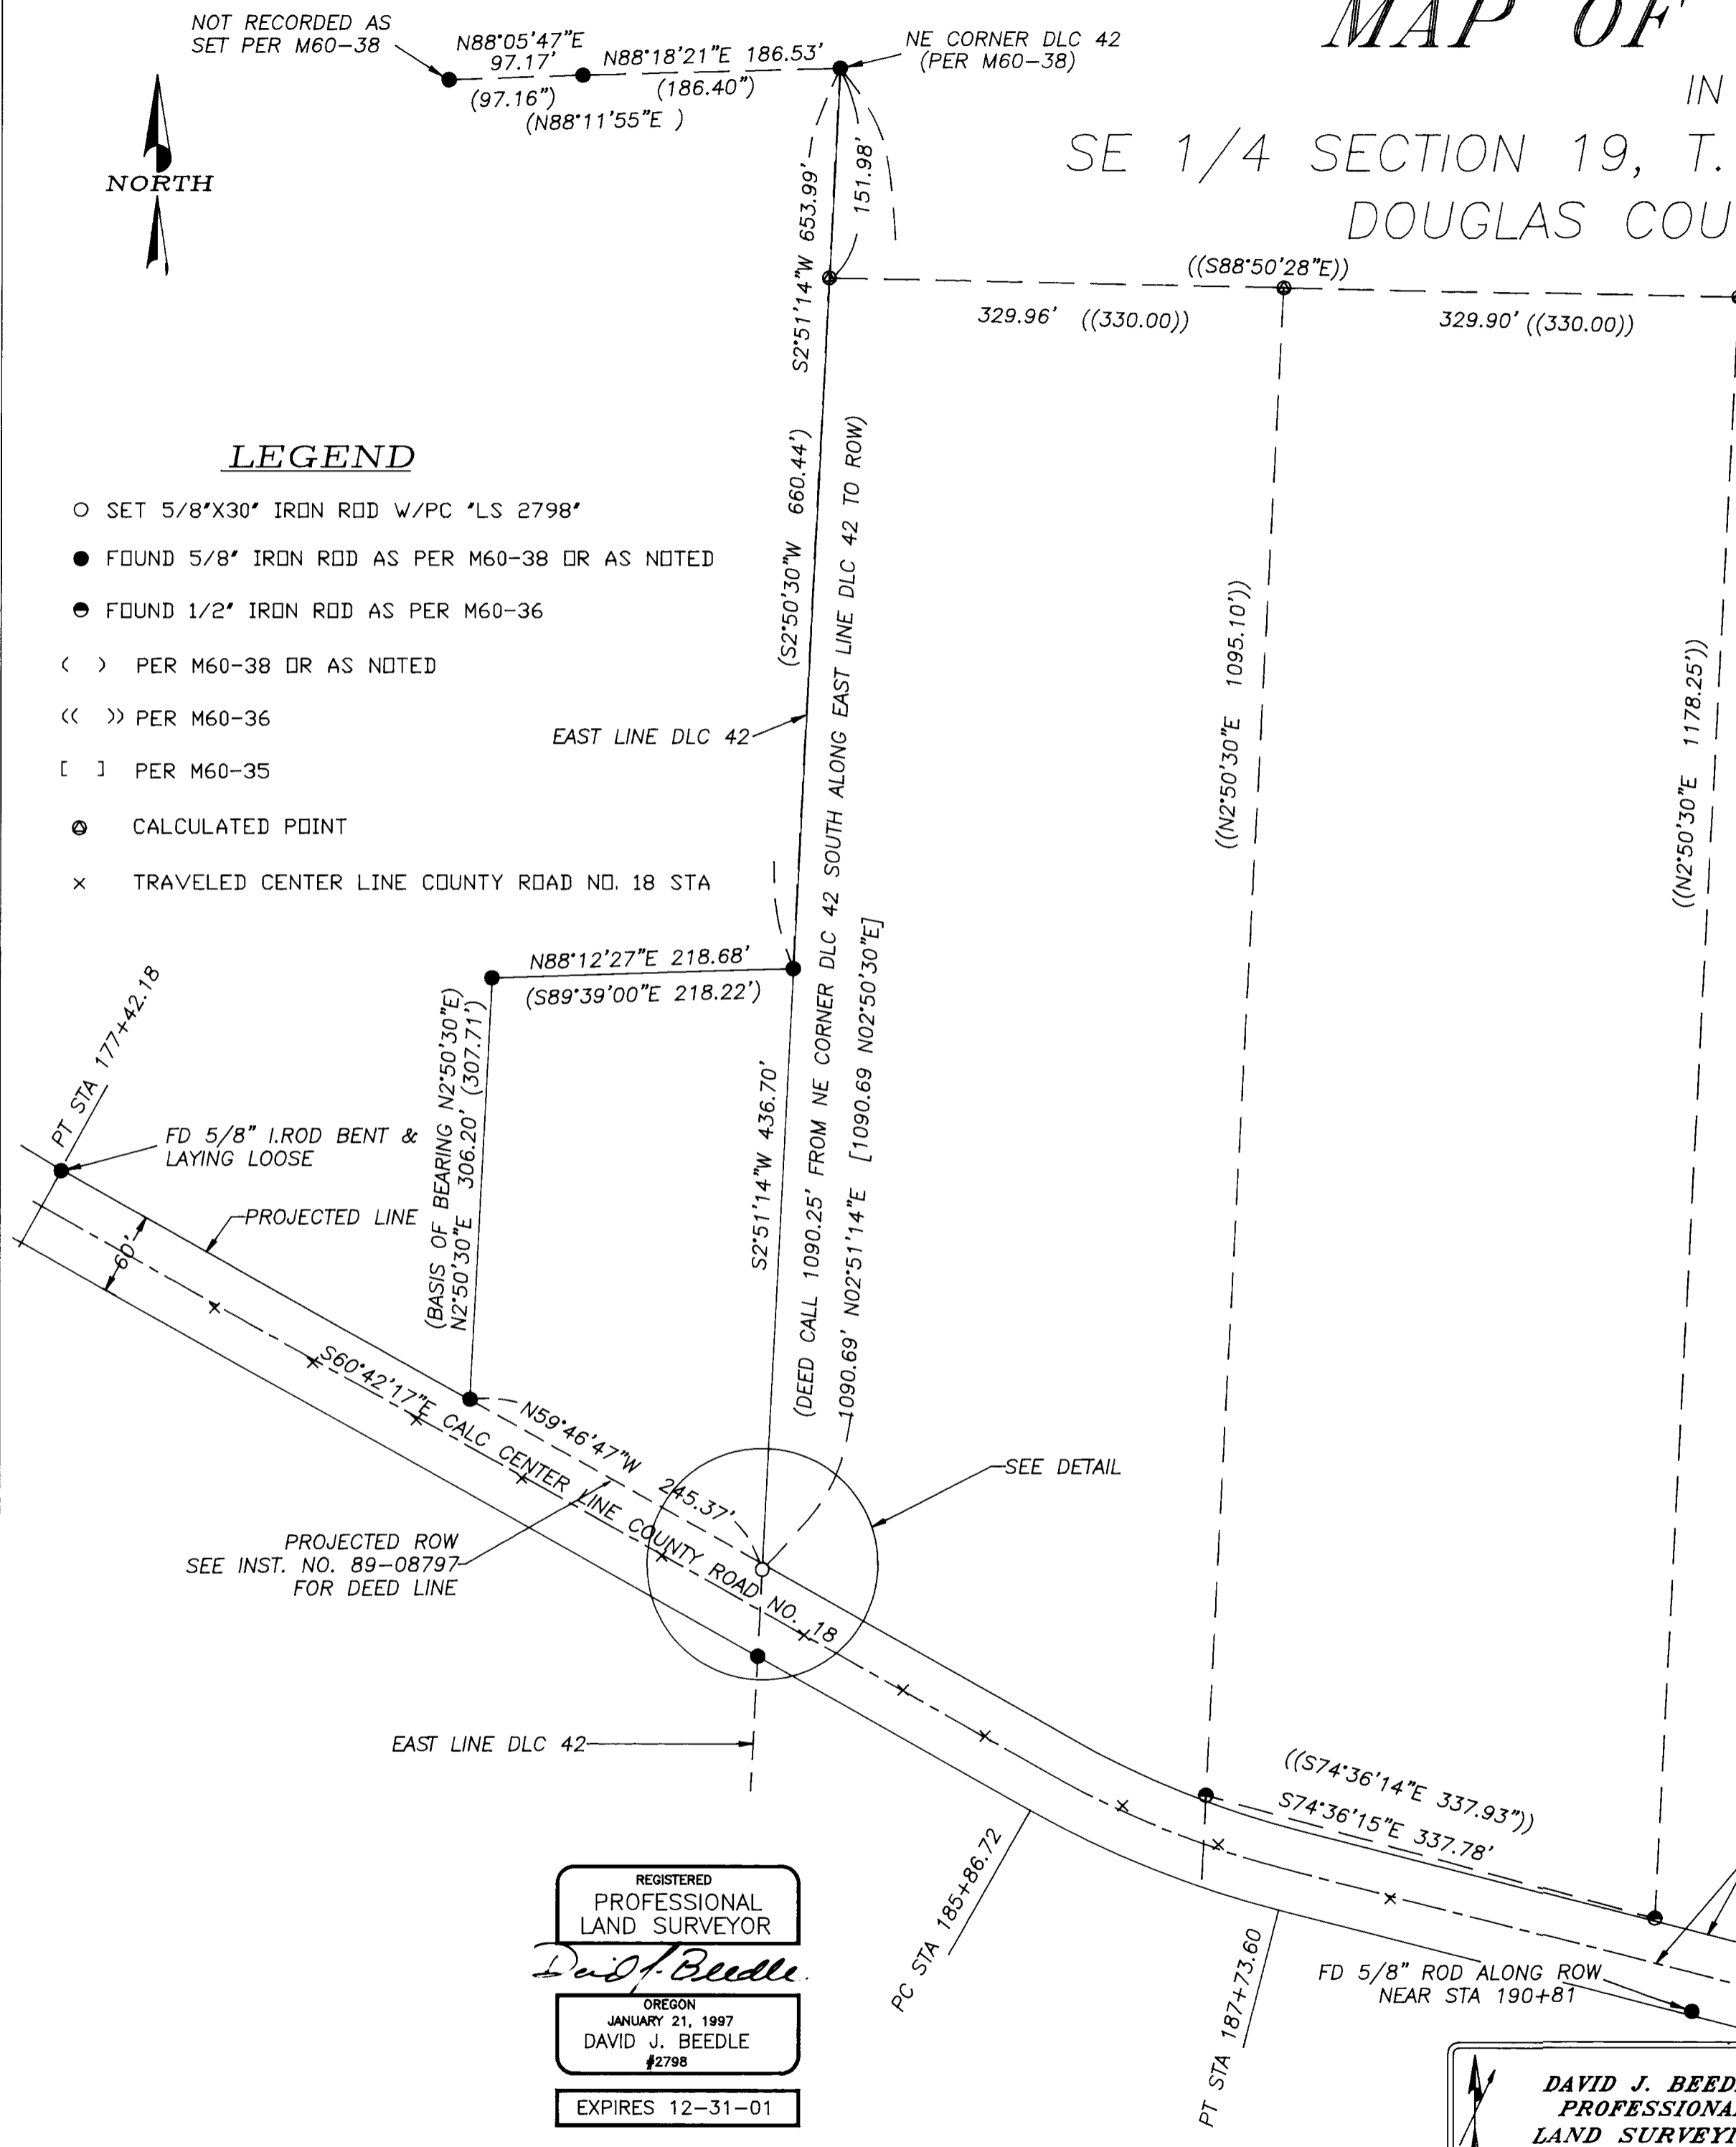 MAP OF
IN
SE 1/4 SECTION 19, T.
DOUGLAS COU
NOT RECORDED AS
SET PER M60-38
N88°05'47"E
97.17'
(97.16")
N88°18'21"E 186.53'
(186.40")
(N88°11'55"E )
NE CORNER DLC 42
(PER M60-38)
NORTH
S2°51'14"W 653.99'
151.98'
((S88°50'28"E))
329.96' ((330.00))
329.90' ((330.00))
LEGEND
SET 5/8"X30" IRON ROD W/PC "LS 2798"
FOUND 5/8" IRON ROD AS PER M60-38 OR AS NOTED
FOUND 1/2" IRON ROD AS PER M60-36
( ) PER M60-38 OR AS NOTED
(( )) PER M60-36
[ ] PER M60-35
CALCULATED POINT
× TRAVELED CENTER LINE COUNTY ROAD NO. 18 STA
(S2°50'30"W 660.44')
EAST LINE DLC 42
(DEED CALL 1090.25' FROM NE CORNER DLC 42 SOUTH ALONG EAST LINE DLC 42 TO ROW)
1090.69' N02°51'14"E [1090.69 N02°50'30"E]
((N2°50'30"E 1095.10'))
((N2°50'30"E 1178.25'))
N88°12'27"E 218.68'
(S89°39'00"E 218.22')
(BASIS OF BEARING N2°50'30"E)
N2°50'30"E 306.20' (307.71')
S2°51'14"W 436.70'
PT STA 177+42.18
FD 5/8" I.ROD BENT &
LAYING LOOSE
PROJECTED LINE
60'
S60°42'17"E CALC CENTER LINE COUNTY ROAD NO. 18
N59°46'47"W 245.37'
SEE DETAIL
PROJECTED ROW
SEE INST. NO. 89-08797
FOR DEED LINE
EAST LINE DLC 42
((S74°36'14"E 337.93"))
S74°36'15"E 337.78'
PC STA 185+86.72
PT STA 187+73.60
FD 5/8" ROD ALONG ROW
NEAR STA 190+81
REGISTERED
PROFESSIONAL
LAND SURVEYOR
David J. Beedle
OREGON
JANUARY 21, 1997
DAVID J. BEEDLE
#2798
EXPIRES 12-31-01
DAVID J. BEED
PROFESSIONA
LAND SURVEY